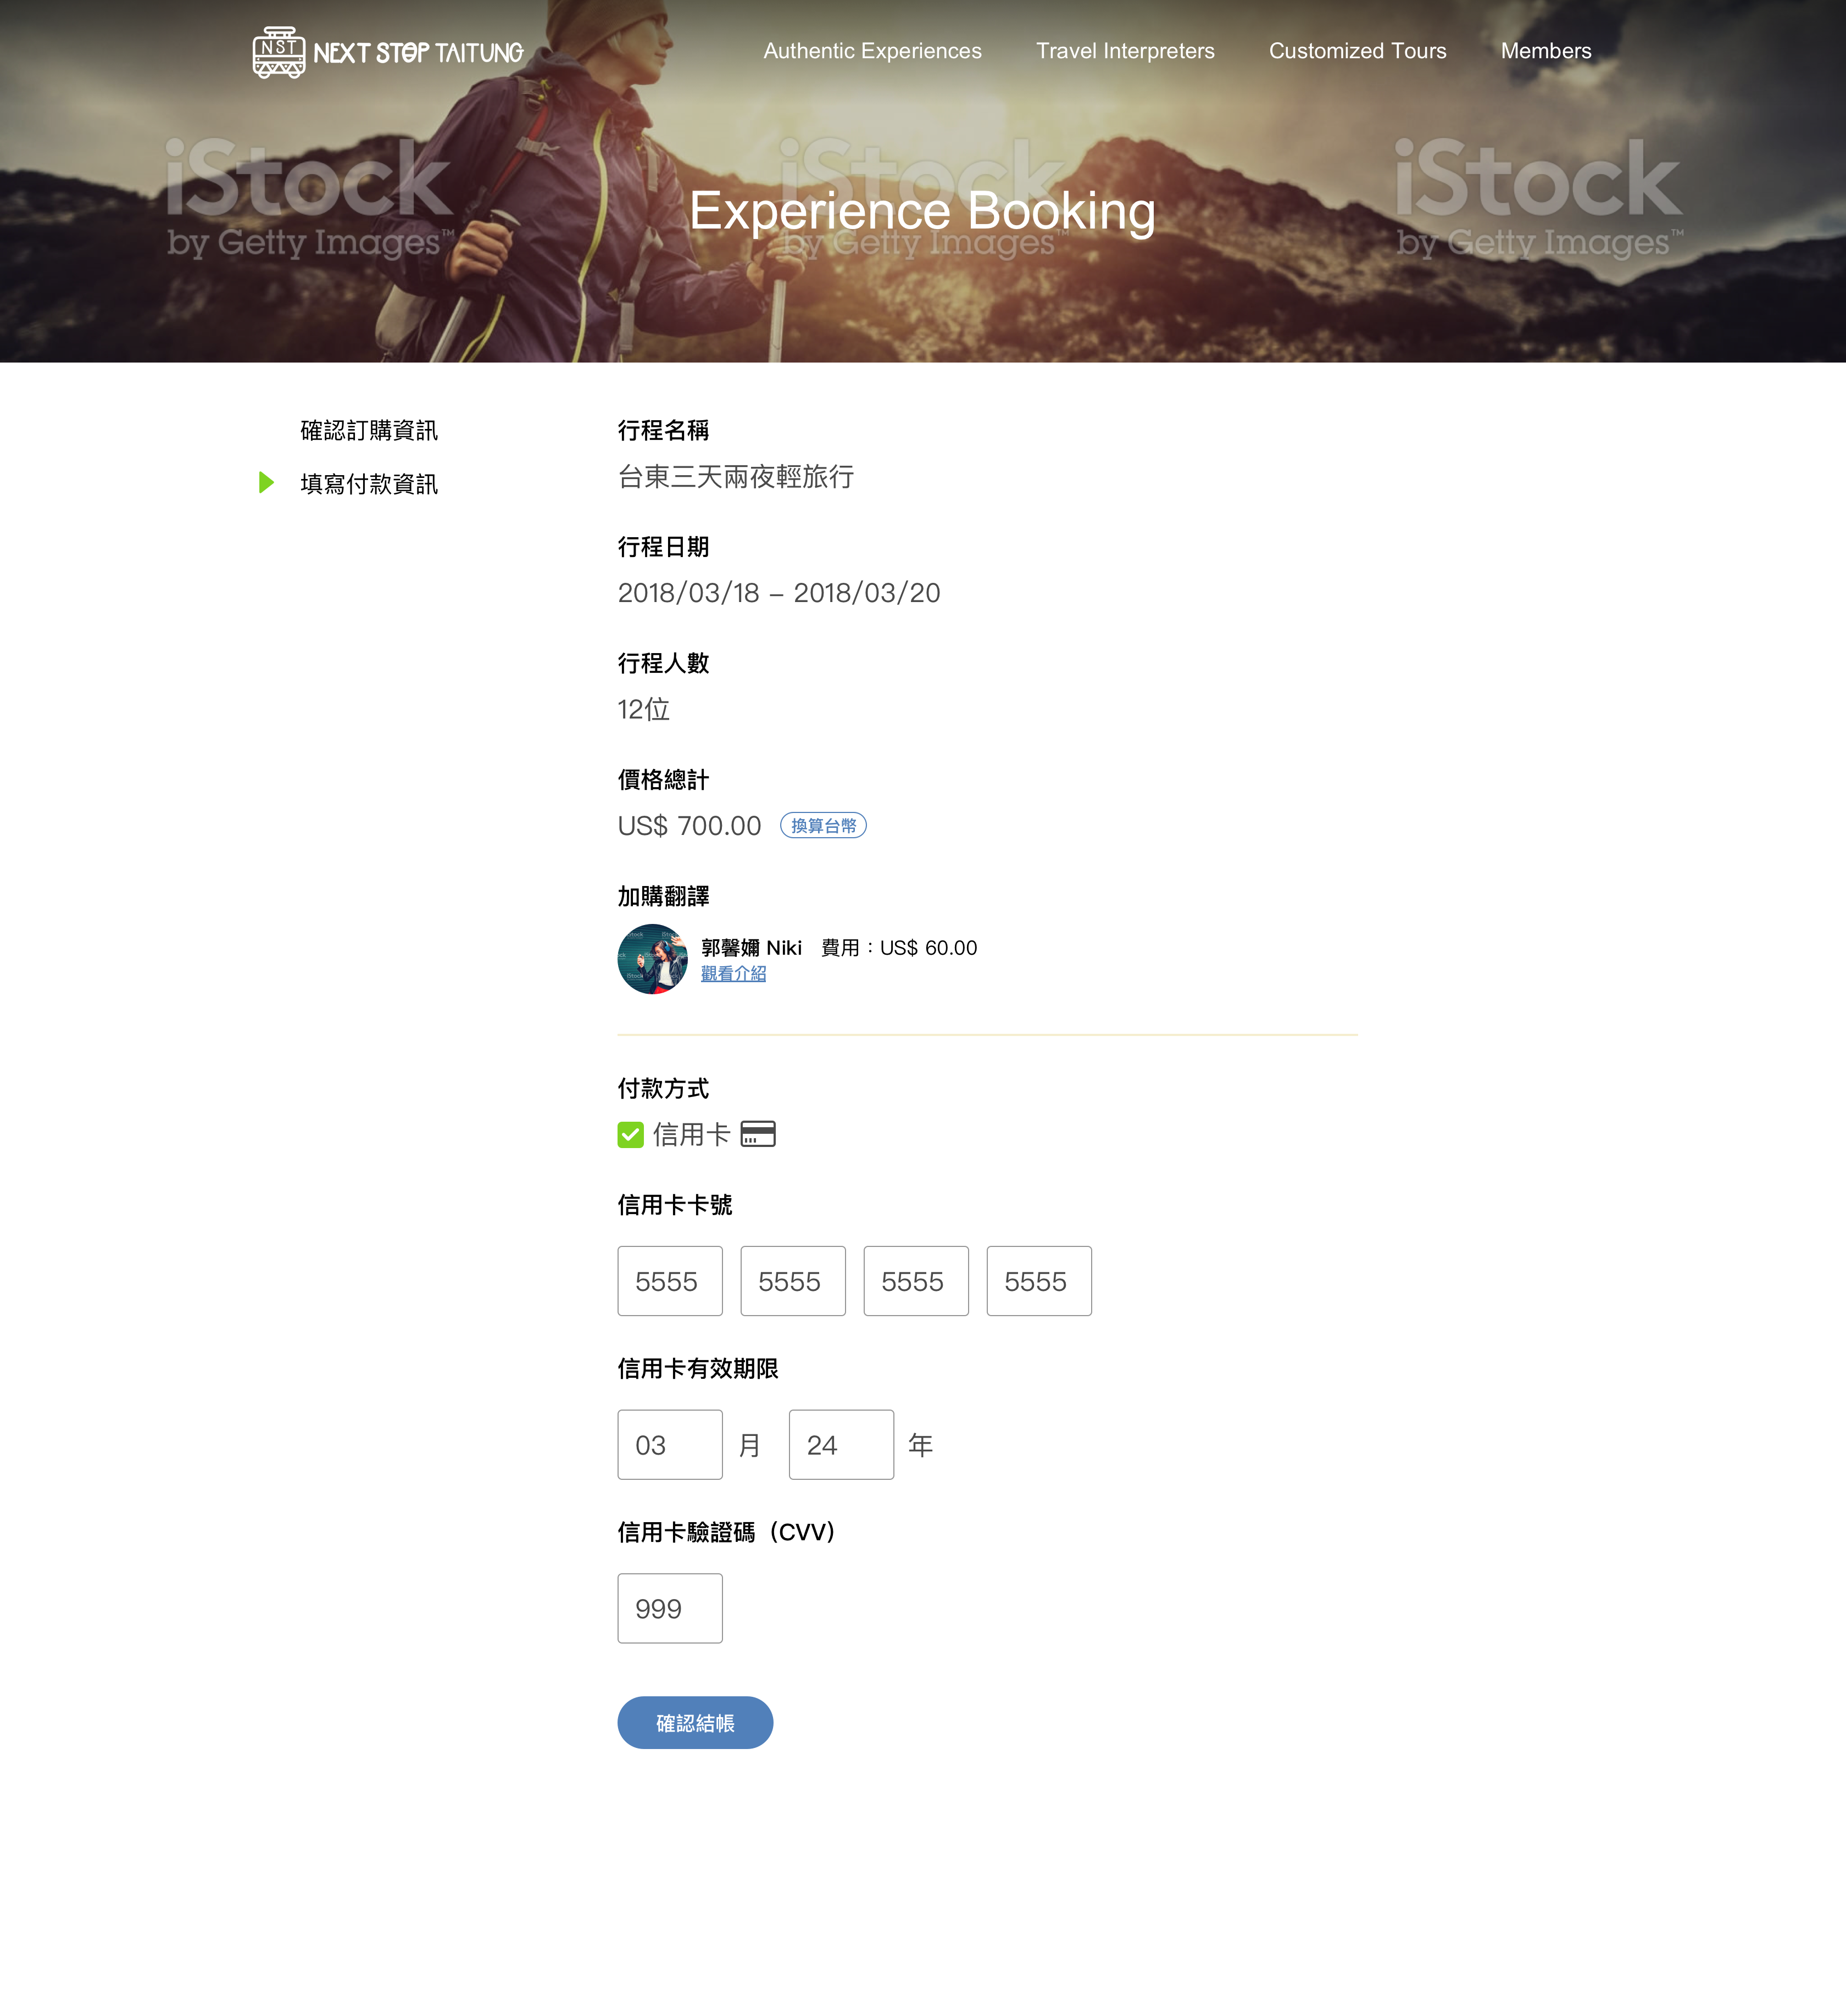 NST NEXT STOP TAITUNG
Authentic Experiences
Travel Interpreters
Customized Tours
Members
iStock
by Getty Images™
iStock
by Getty Images™
iStock
by Getty Images™
Experience Booking
確認訂購資訊
填寫付款資訊
行程名稱
台東三天兩夜輕旅行
行程日期
2018/03/18 – 2018/03/20
行程人數
12位
價格總計
US$ 700.00 換算台幣
加購翻譯
郭馨嬭 Niki 費用：US$ 60.00
觀看介紹
付款方式
信用卡
信用卡卡號
5555 5555 5555 5555
信用卡有效期限
03 月 24 年
信用卡驗證碼（CVV）
999
確認結帳